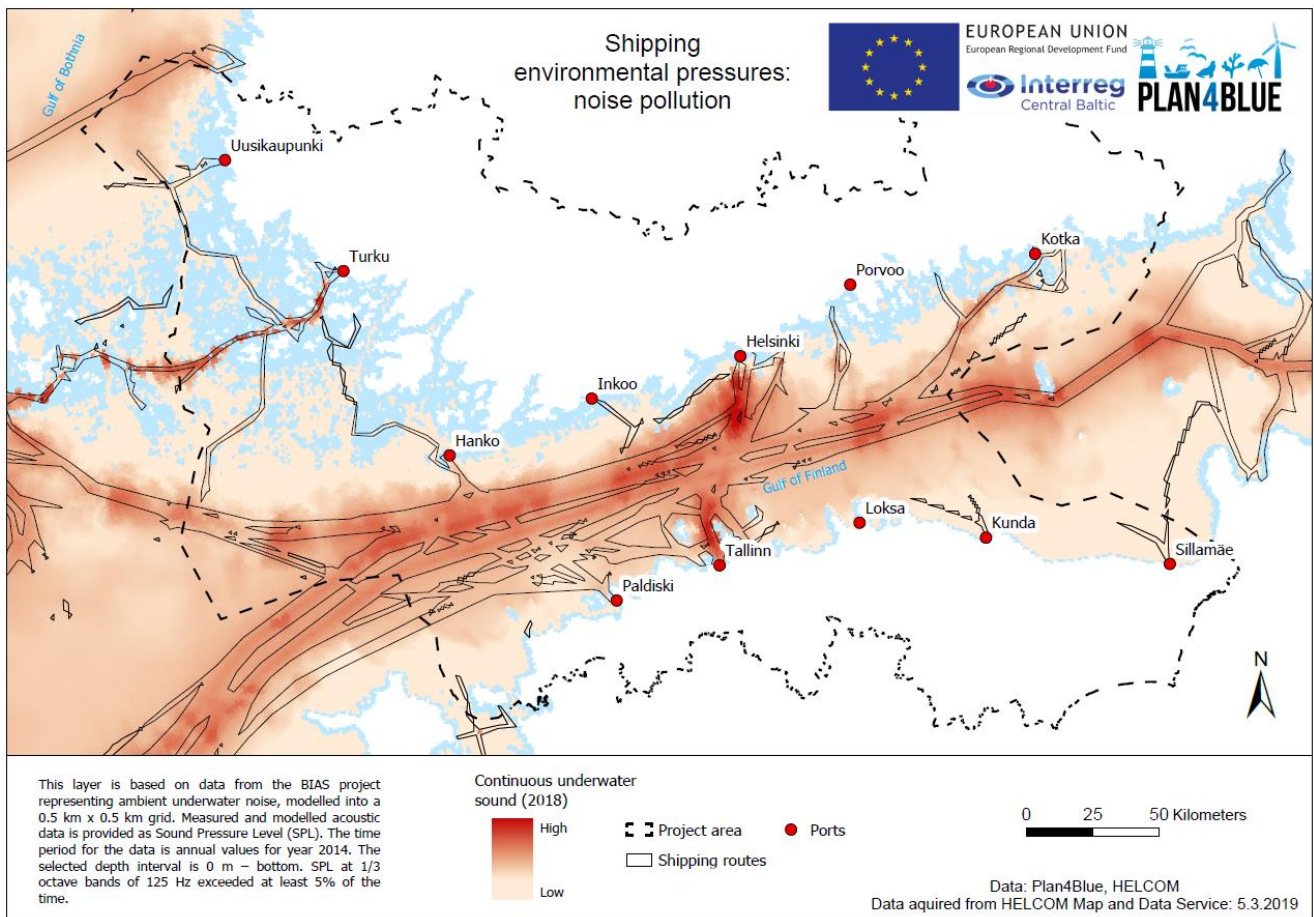 Shipping
environmental pressures:
noise pollution
EUROPEAN UNION
European Regional Development Fund
Interreg
Central Baltic
PLAN4BLUE
Gulf of Bothnia
Uusikaupunki
Turku
Kotka
Porvoo
Helsinki
Inkoo
Hanko
Gulf of Finland
Loksa
Kunda
Tallinn
Sillamäe
Paldiski
N
This layer is based on data from the BIAS project
representing ambient underwater noise, modelled into a
0.5 km x 0.5 km grid. Measured and modelled acoustic
data is provided as Sound Pressure Level (SPL). The time
period for the data is annual values for year 2014. The
selected depth interval is 0 m – bottom. SPL at 1/3
octave bands of 125 Hz exceeded at least 5% of the
time.
Continuous underwater
sound (2018)
High
Low
Project area
Ports
Shipping routes
0 25 50 Kilometers
Data: Plan4Blue, HELCOM
Data aquired from HELCOM Map and Data Service: 5.3.2019